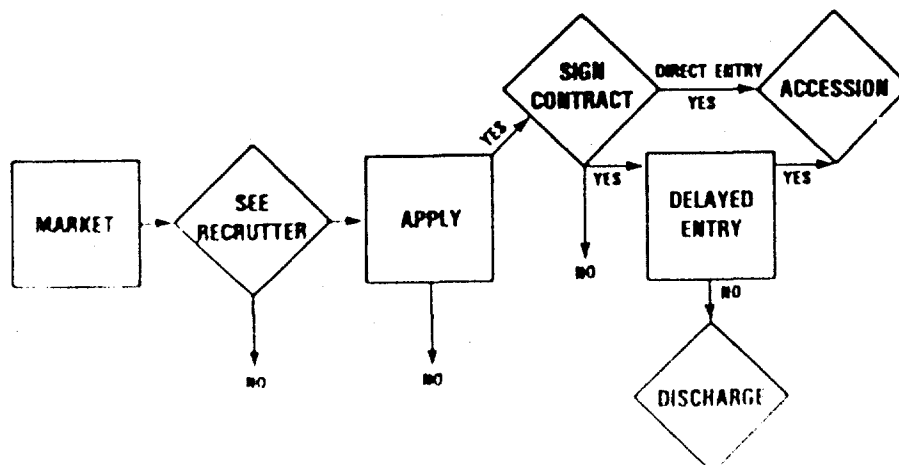 SIGN
CONTRACT
DIRECT ENTRY
YES
ACCESSION
YES
MARKET
SEE
RECRUTTER
APPLY
YES
DELAYED
ENTRY
YES
NO
NO
NO
NO
DISCHARGE